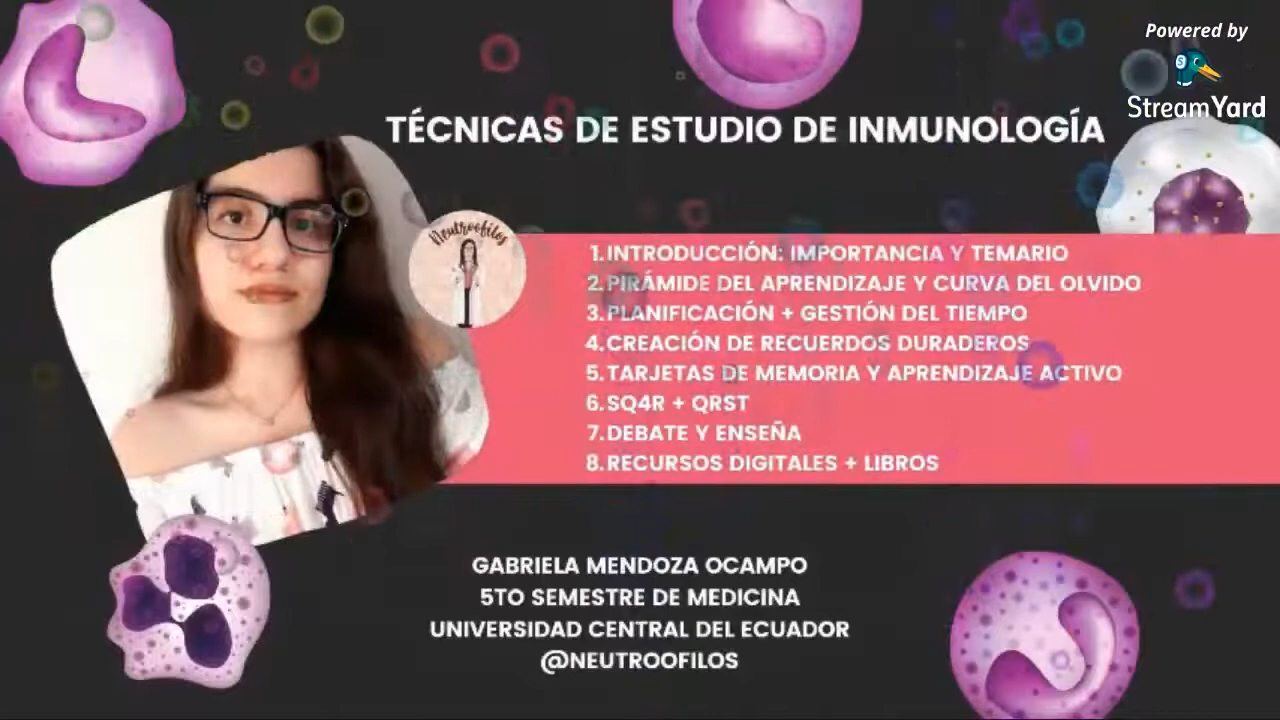 Powered by
StreamYard
TÉCNICAS DE ESTUDIO DE INMUNOLOGÍA
Neutroofilos
1. INTRODUCCIÓN: IMPORTANCIA Y TEMARIO
2. PIRÁMIDE DEL APRENDIZAJE Y CURVA DEL OLVIDO
3. PLANIFICACIÓN + GESTIÓN DEL TIEMPO
4. CREACIÓN DE RECUERDOS DURADEROS
5. TARJETAS DE MEMORIA Y APRENDIZAJE ACTIVO
6. SQ4R + QRST
7. DEBATE Y ENSEÑA
8. RECURSOS DIGITALES + LIBROS
GABRIELA MENDOZA OCAMPO
5TO SEMESTRE DE MEDICINA
UNIVERSIDAD CENTRAL DEL ECUADOR
@NEUTROOFILOS